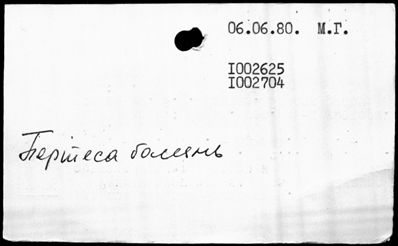 06.06.80. М.Г.
I002625
I002704
Пертеса болезнь